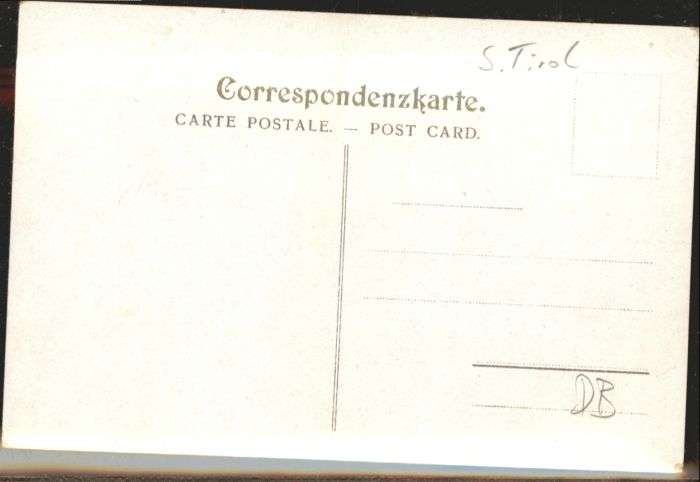 S. Tirol
Correspondenzkarte.
CARTE POSTALE. — POST CARD.
DB